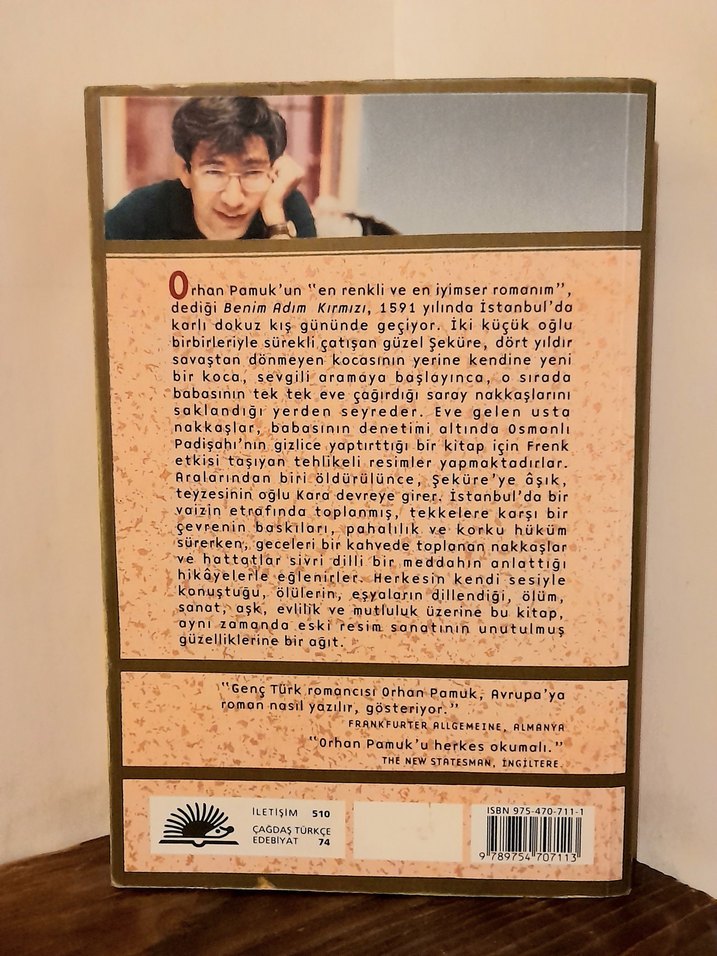 Orhan Pamuk'un "en renkli ve en iyimser romanım",
dediği Benim Adım Kırmızı, 1591 yılında İstanbul'da
karlı dokuz kış gününde geçiyor. İki küçük oğlu
birbirleriyle sürekli çatışan güzel Şeküre, dört yıldır
savaştan dönmeyen kocasının yerine kendine yeni
bir koca, sevgili aramaya başlayınca, o sırada
babasının tek tek eve çağırdığı saray nakkaşlarını
saklandığı yerden seyreder. Eve gelen usta
nakkaşlar, babasının denetimi altında Osmanlı
Padişahı'nın gizlice yaptırttığı bir kitap için Frenk
etkisi taşıyan tehlikeli resimler yapmaktadırlar.
Aralarından biri öldürülünce, Şeküre'ye âşık,
teyzesinin oğlu Kara devreye girer. İstanbul'da bir
vaizin etrafında toplanmış, tekkelere karşı bir
çevrenin baskıları, pahalılık ve korku hüküm
sürerken, geceleri bir kahvede toplanan nakkaşlar
ve hattatlar sivri dilli bir meddahın anlattığı
hikâyelerle eğlenirler. Herkesin kendi sesiyle
konuştuğu, ölülerin, eşyaların dillendiği, ölüm,
sanat, aşk, evlilik ve mutluluk üzerine bu kitap,
aynı zamanda eski resim sanatının unutulmuş
güzelliklerine bir ağıt.
"Genç Türk romancısı Orhan Pamuk, Avrupa'ya
roman nasıl yazılır, gösteriyor."
FRANKFURTER ALLGEMEINE, ALMANYA
"Orhan Pamuk'u herkes okumalı."
THE NEW STATESMAN, İNGİLTERE.
İLETİŞİM 510
ÇAĞDAŞ TÜRKÇE
EDEBİYAT 74
ISBN 975-470-711-1
9 789754 707113